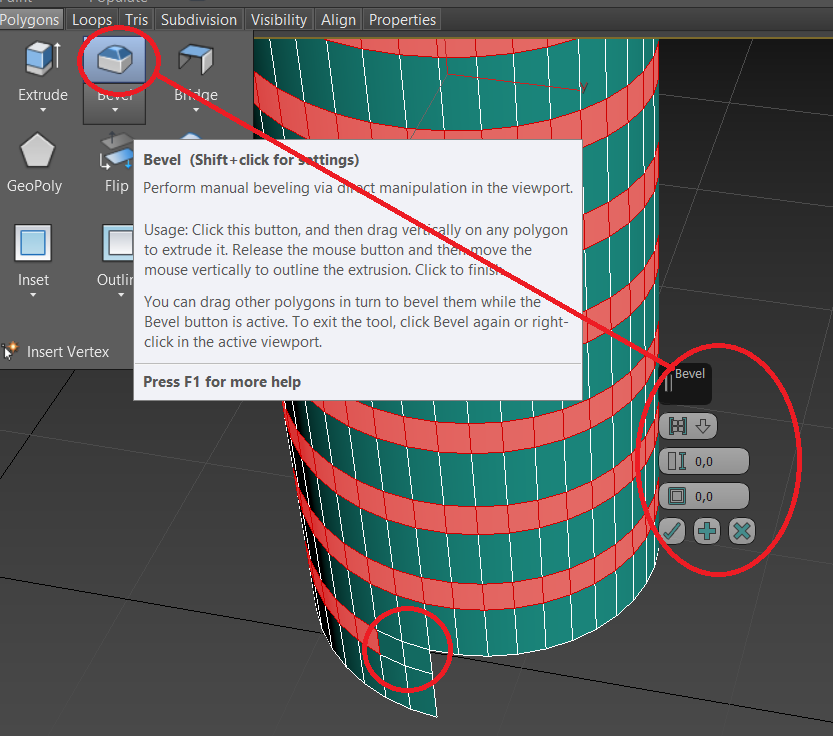 Polygons Loops Tris Subdivision Visibility Align Properties
Extrude Bevel Bridge
Bevel (Shift+click for settings)
GeoPoly Flip
Perform manual beveling via direct manipulation in the viewport.
Usage: Click this button, and then drag vertically on any polygon
to extrude it. Release the mouse button and then move the
mouse vertically to outline the extrusion. Click to finish.
Inset
You can drag other polygons in turn to bevel them while the
Bevel button is active. To exit the tool, click Bevel again or right-
click in the active viewport.
Insert Vertex
Press F1 for more help
Bevel
0,0
0,0
y